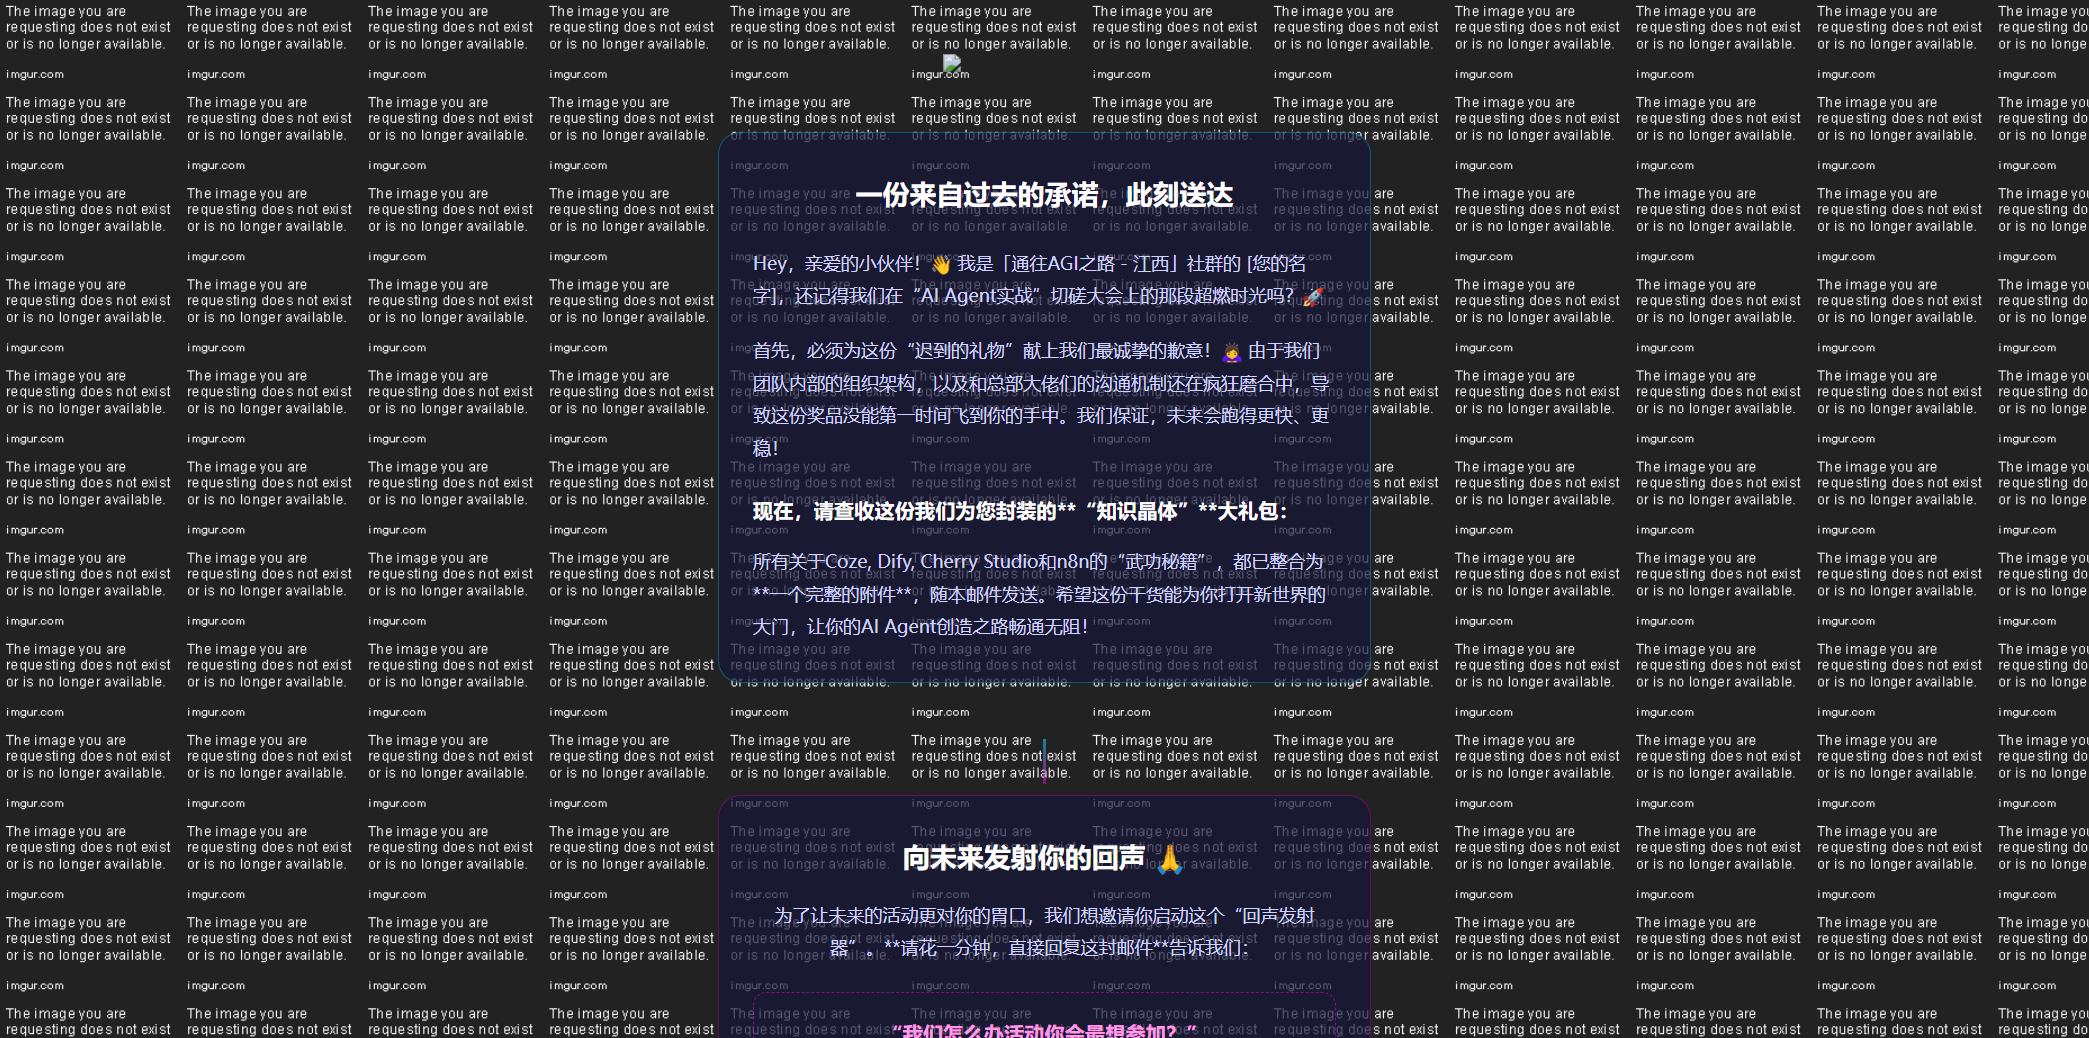 The image you are
requesting does not exist
or is no longer available.
imgur.com
一份来自过去的承诺，此刻送达
Hey，亲爱的小伙伴！👋 我是「通往AGI之路 - 江西」社群的 [您的名
字]，还记得我们在“AI Agent实战”切磋大会上的那段超燃时光吗？🚀
首先，必须为这份“迟到的礼物”献上我们最诚挚的歉意！🙇‍♀️ 由于我们
团队内部的组织架构，以及和总部大佬们的沟通机制还在疯狂磨合中，导
致这份奖品没能第一时间飞到你的手中。我们保证，未来会跑得更快、更
稳！
现在，请查收这份我们为您封装的**“知识晶体”**大礼包：
所有关于Coze, Dify, Cherry Studio和n8n的“武功秘籍”，都已整合为
**一个完整的附件**，随本邮件发送。希望这份干货能为你打开新世界的
大门，让你的AI Agent创造之路畅通无阻！
向未来发射你的回声 🙏
为了让未来的活动更对你的胃口，我们想邀请你启动这个“回声发射
器”。 **请花一分钟，直接回复这封邮件**告诉我们：
“我们怎么办活动你会最想参加？”